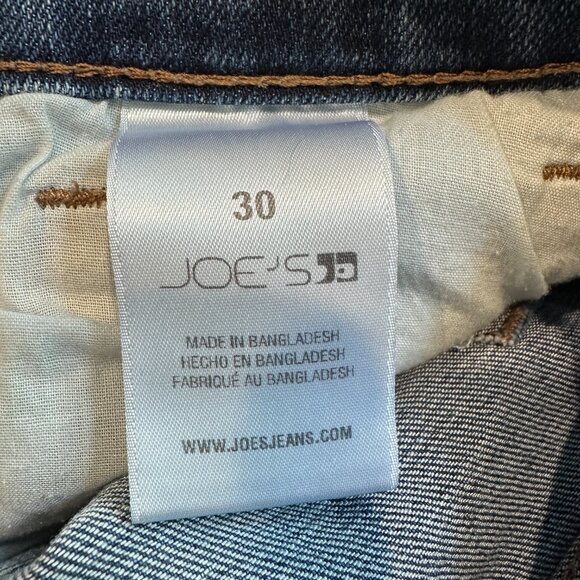 30
JOE'S
MADE IN BANGLADESH
HECHO EN BANGLADESH
FABRIQUÉ AU BANGLADESH
WWW.JOESJEANS.COM